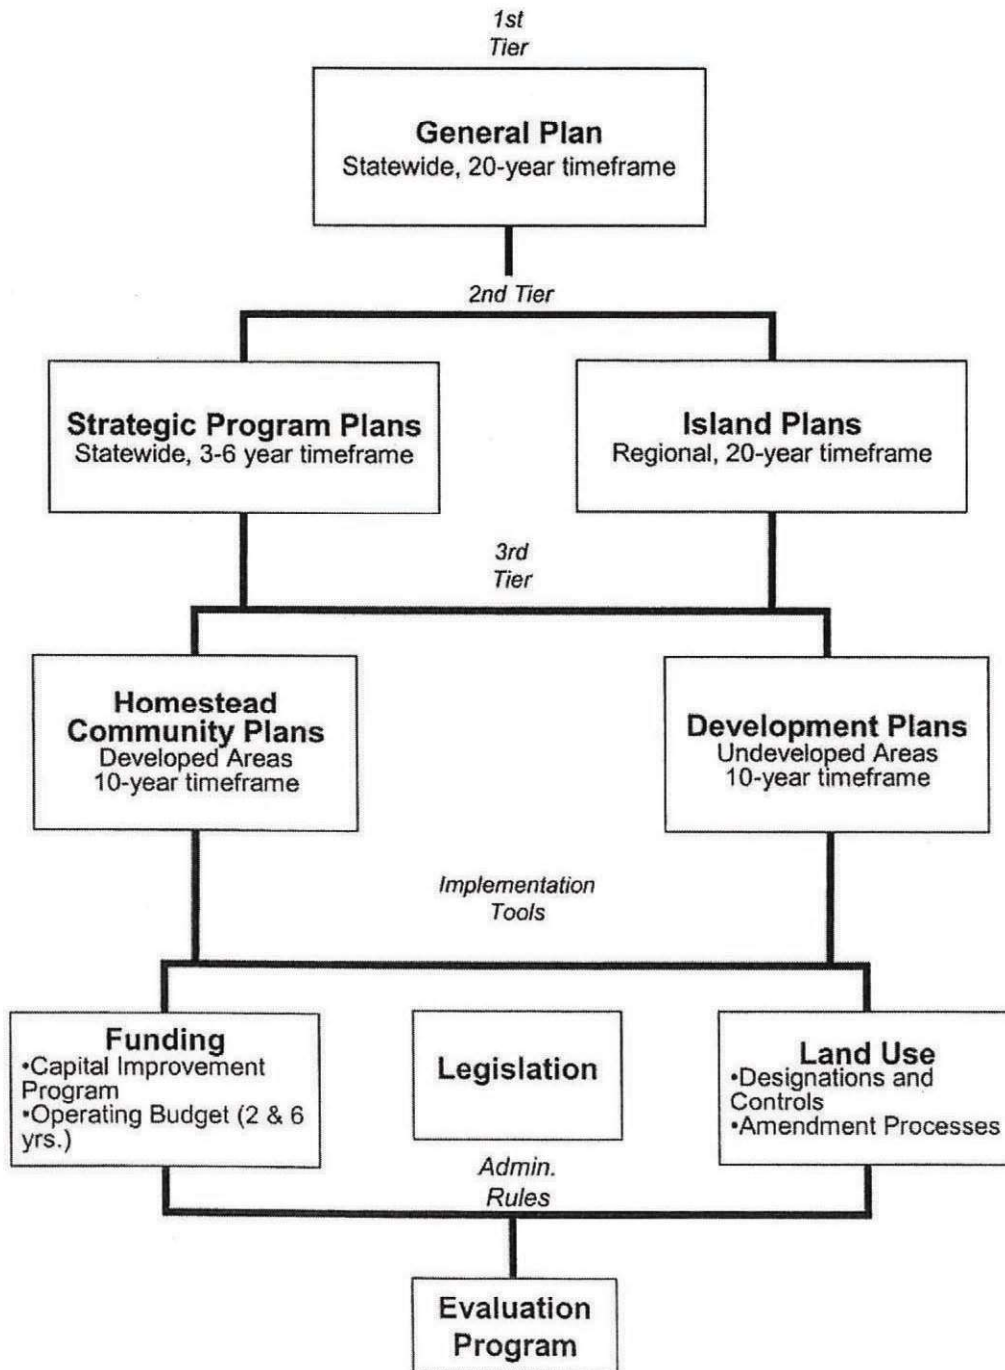 1st
Tier
General Plan
Statewide, 20-year timeframe
2nd Tier
Strategic Program Plans
Statewide, 3-6 year timeframe
Island Plans
Regional, 20-year timeframe
3rd
Tier
Homestead
Community Plans
Developed Areas
10-year timeframe
Development Plans
Undeveloped Areas
10-year timeframe
Implementation
Tools
Funding
•Capital Improvement
Program
•Operating Budget (2 & 6
yrs.)
Legislation
Land Use
•Designations and
Controls
•Amendment Processes
Admin.
Rules
Evaluation
Program